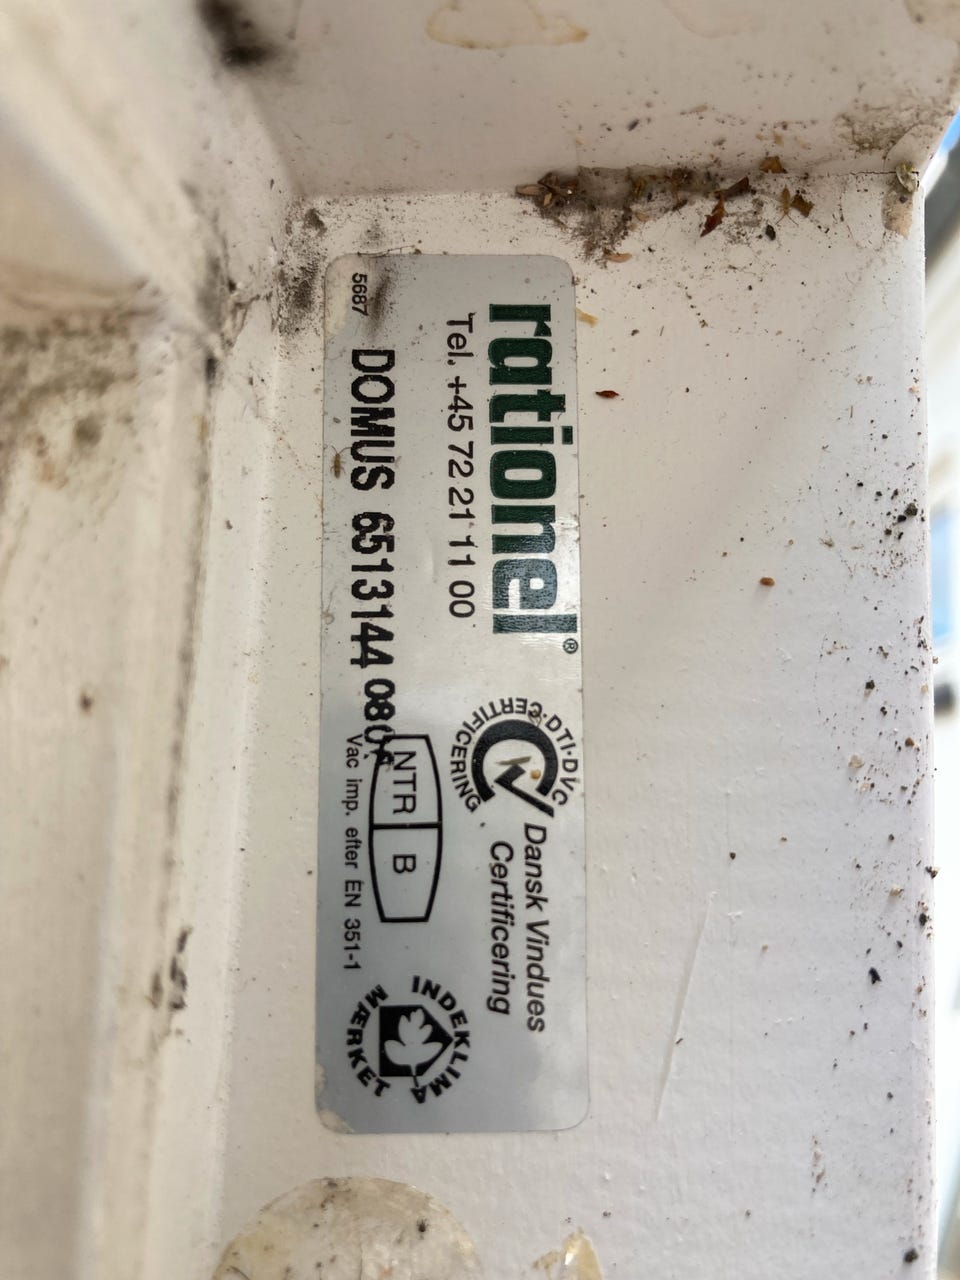 rationel®
Tel. +45 72 21 11 00
DOMUS 6513144
5687
DTI·DVC·CERTIFICERING
Dansk Vindues
Certificering
NTR B
Vac imp. efter EN 351-1
INDEKLIMA
MÆRKET